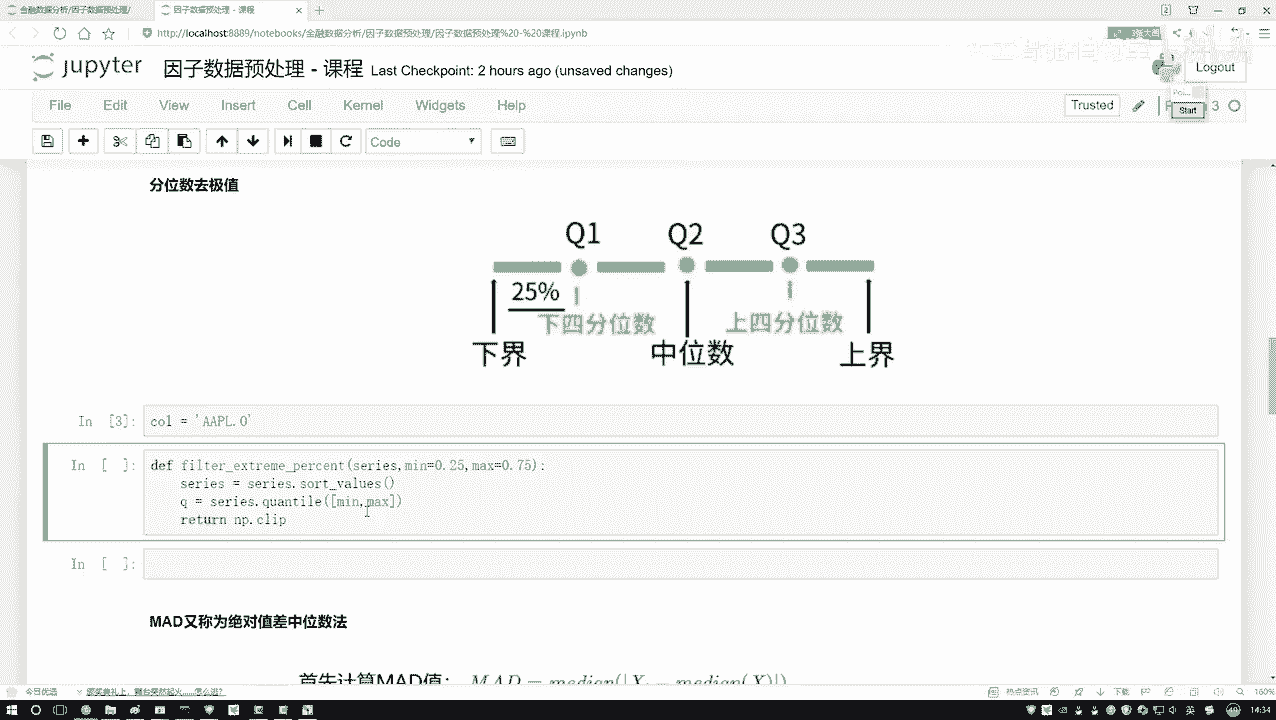 金融数据分析/因子数据预处理/
因子数据预处理 - 课程
http://localhost:8889/notebooks/金融数据分析/因子数据预处理/因子数据预处理%20-%20课程.ipynb
jupyter 因子数据预处理 - 课程 Last Checkpoint: 2 hours ago (unsaved changes)
Logout
File Edit View Insert Cell Kernel Widgets Help
Trusted
3
Start
Code
分位数去极值
Q1 Q2 Q3
25%
下四分位数 上四分位数
下界 中位数 上界
In [3]: col = 'AAPL.O'
In [ ]: def filter_extreme_percent(series,min=0.25,max=0.75):
series = series.sort_values()
q = series.quantile([min,max])
return np.clip
In [ ]:
MAD又称为绝对值差中位数法
首先计算MAD值: MAD = median(|X_i − median(X)|)
今日优选
热点资讯
下载
160%
14:34